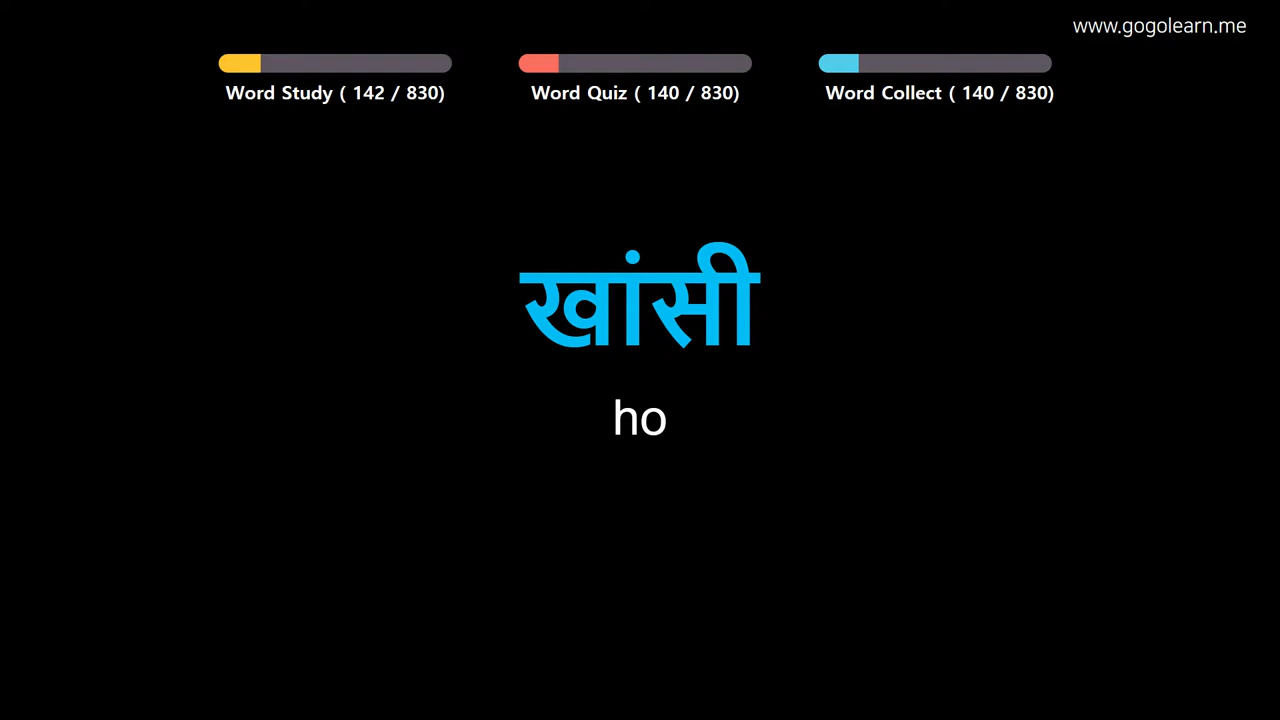 www.gogolearn.me
Word Study ( 142 / 830)
Word Quiz ( 140 / 830)
Word Collect ( 140 / 830)
खांसी
ho